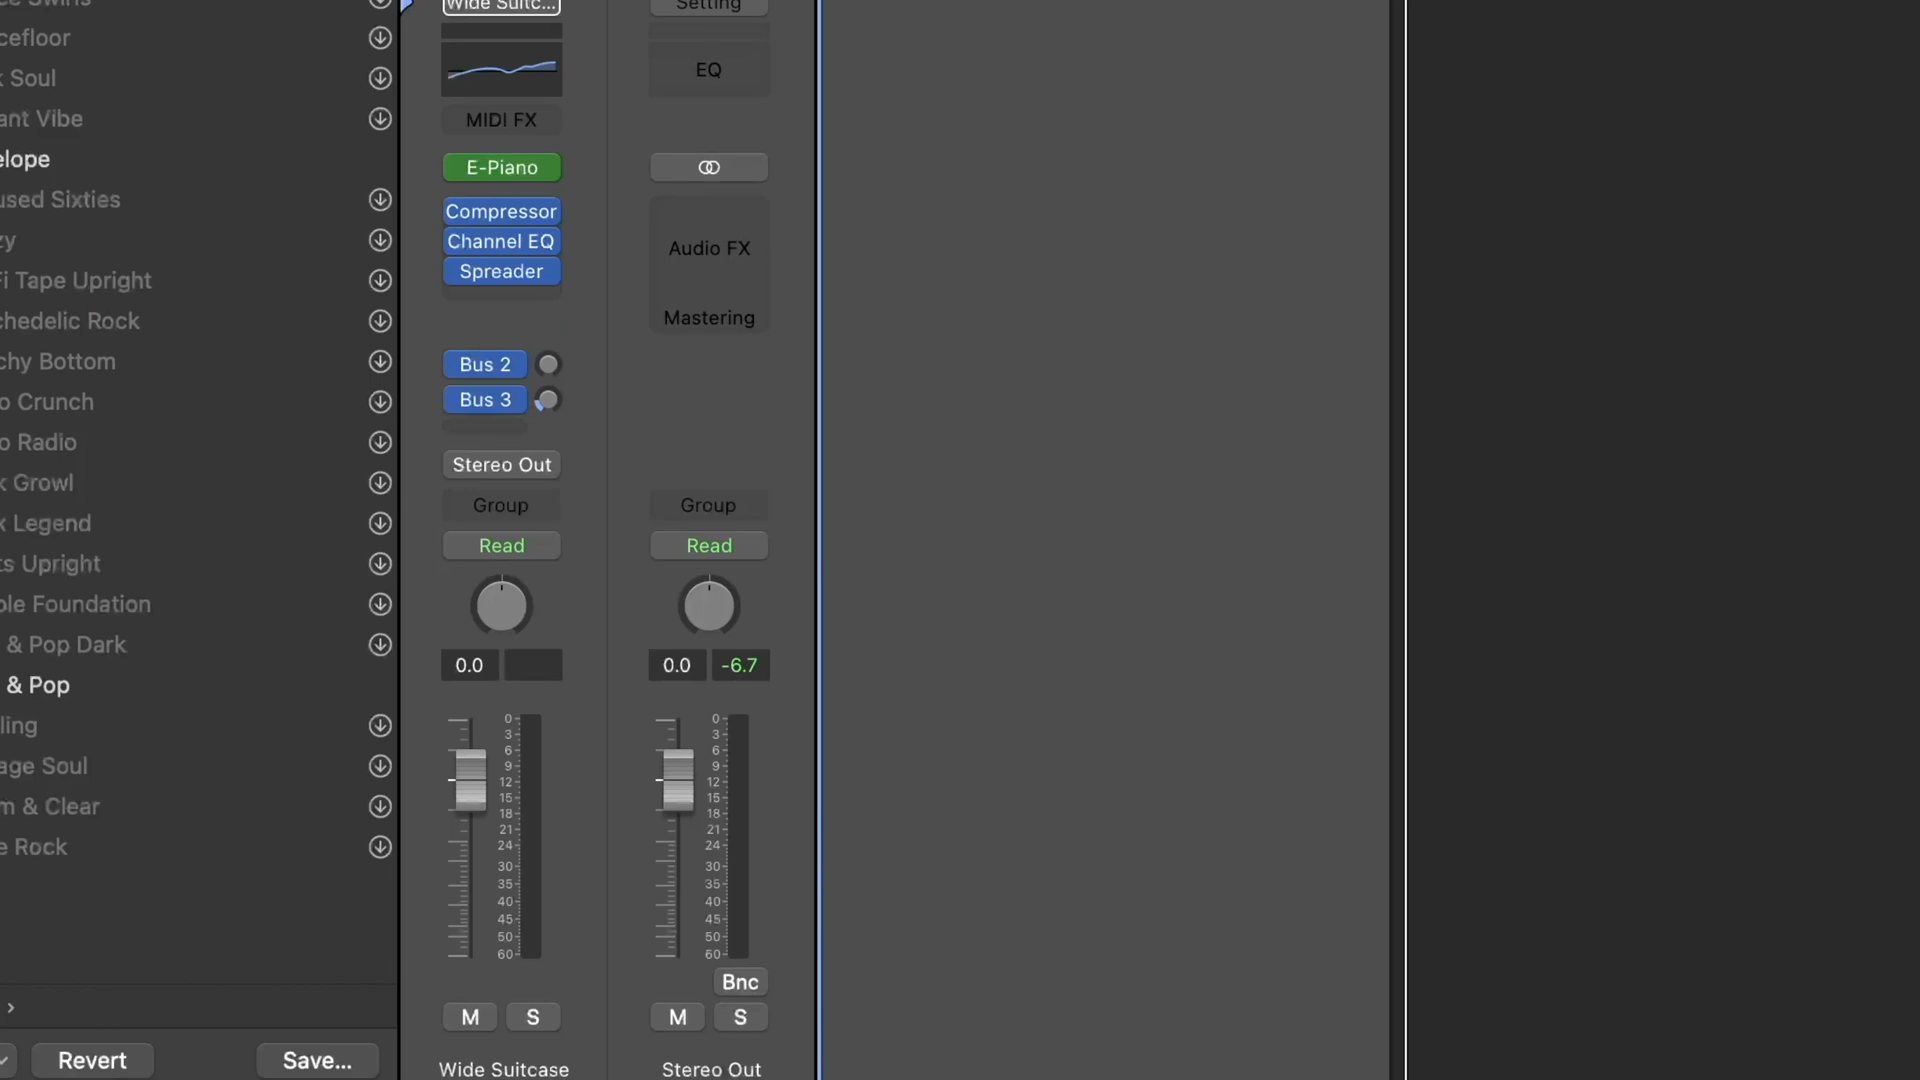 cefloor
Soul
ant Vibe
elope
used Sixties
zy
Fi Tape Upright
chedelic Rock
chy Bottom
o Crunch
o Radio
k Growl
x Legend
ts Upright
ple Foundation
& Pop Dark
& Pop
ling
age Soul
m & Clear
e Rock
Revert
Save...
Wide Suitc...
MIDI FX
E-Piano
Compressor
Channel EQ
Spreader
Bus 2
Bus 3
Stereo Out
Group
Read
0.0
0
3
6
9
12
15
18
21
24
30
35
40
45
50
60
M S
Wide Suitcase
Setting
EQ
Audio FX
Mastering
Group
Read
0.0 -6.7
0
3
6
9
12
15
18
21
24
30
35
40
45
50
60
Bnc
M S
Stereo Out